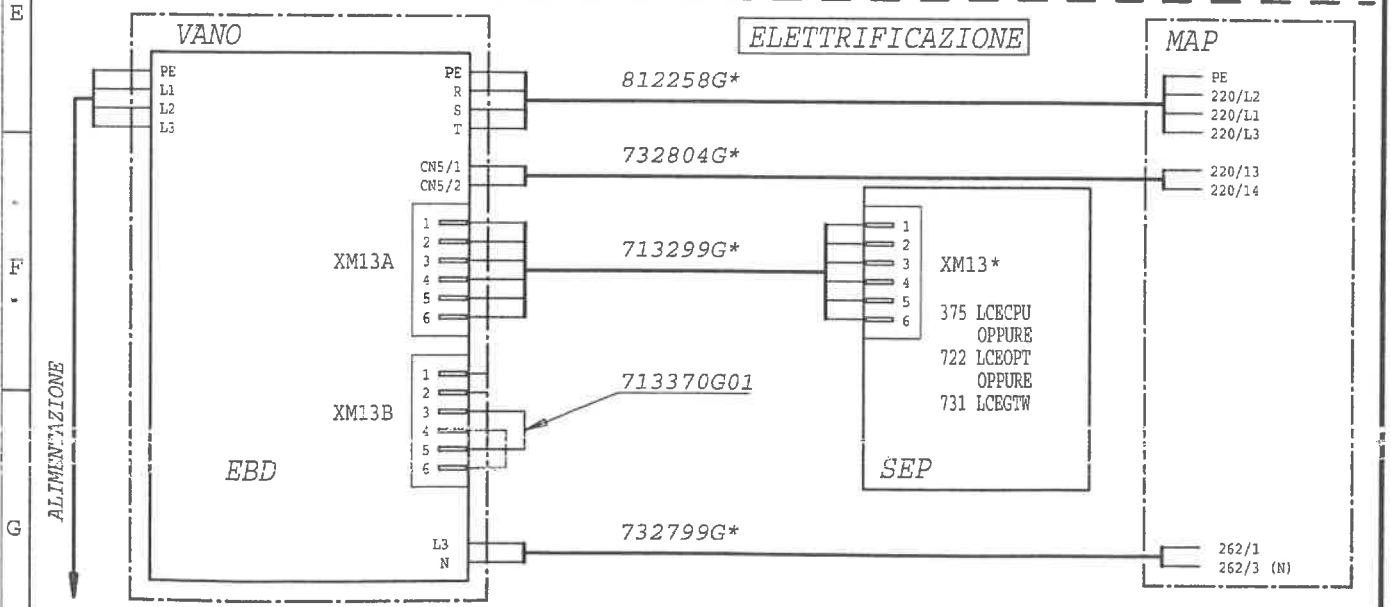 E
F
G
ALIMENTAZIONE
VANO
PE
L1
L2
L3
PE
R
S
T
CN5/1
CN5/2
XM13A
1
2
3
4
5
6
XM13B
1
2
3
4
5
6
EBD
L3
N
ELETTRIFICAZIONE
812258G*
732804G*
713299G*
713370G01
732799G*
1
2
3
4
5
6
XM13*
375 LCECPU
OPPURE
722 LCEOPT
OPPURE
731 LCEGTW
SEP
MAP
PE
220/L2
220/L1
220/L3
220/13
220/14
262/1
262/3 (N)